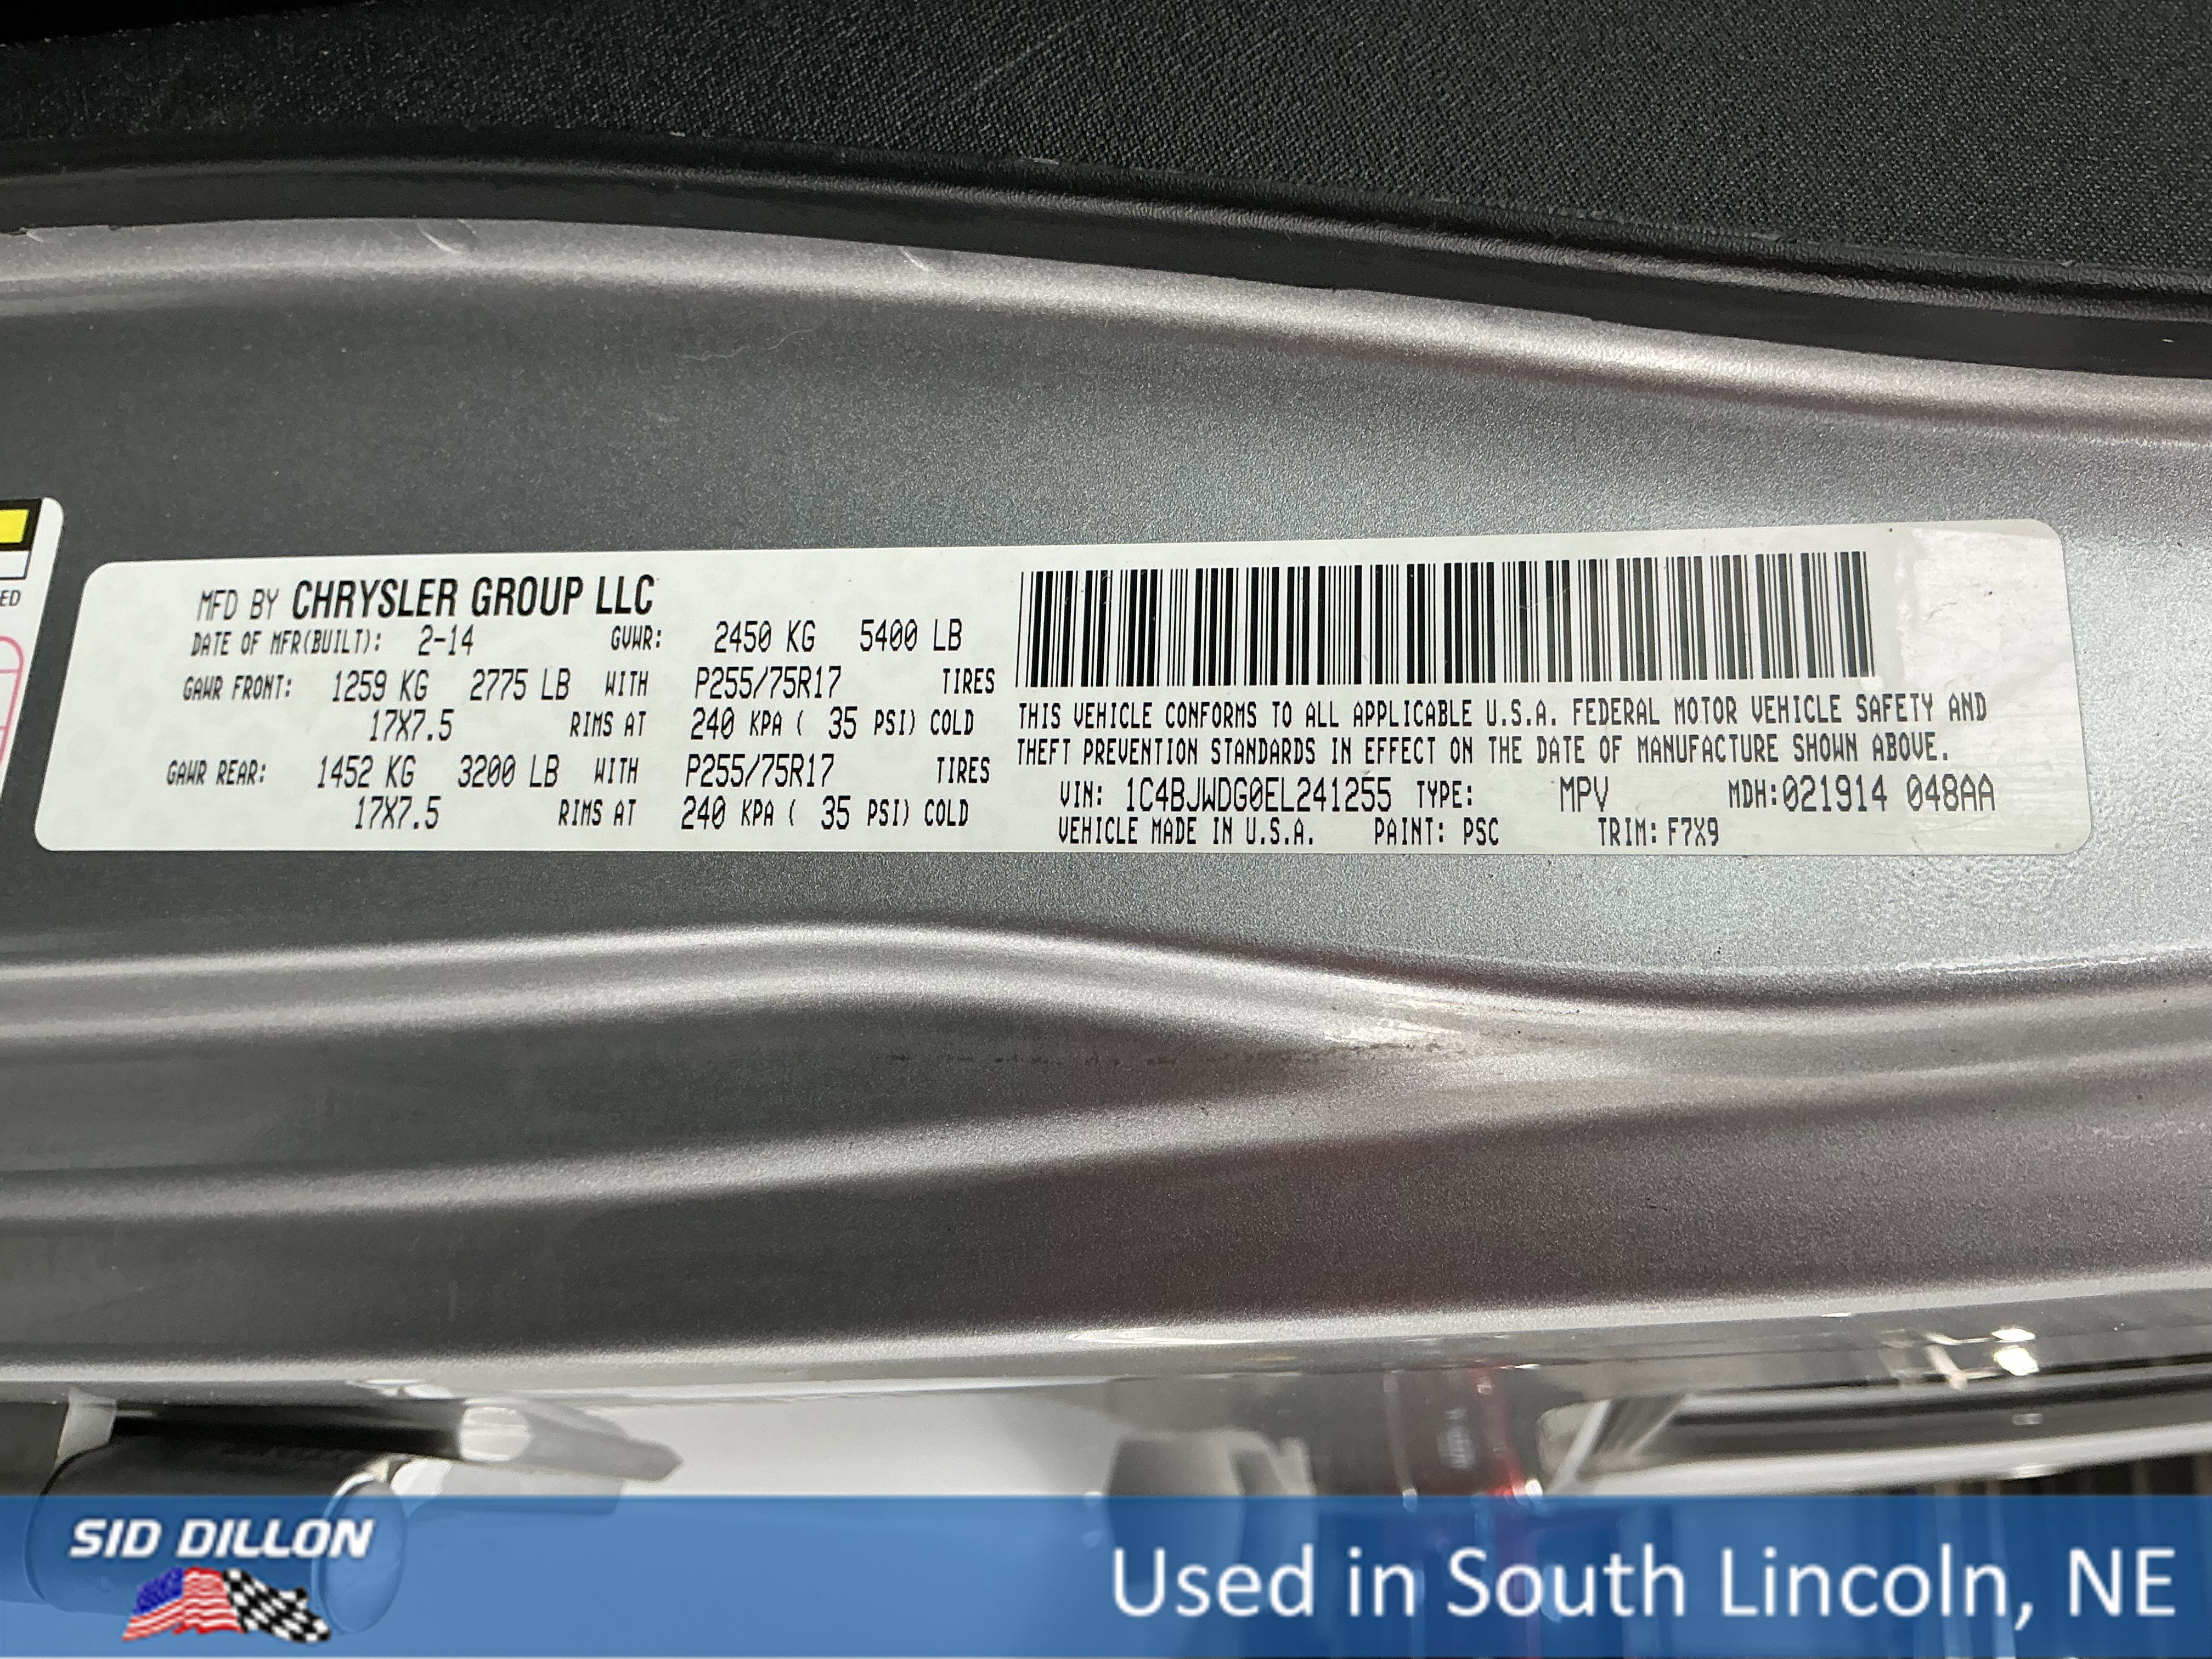 ED
MFD BY CHRYSLER GROUP LLC
DATE OF MFR(BUILT): 2-14 GVWR: 2450 KG 5400 LB
GAWR FRONT: 1259 KG 2775 LB WITH P255/75R17 TIRES
17X7.5 RIMS AT 240 KPA ( 35 PSI) COLD
GAWR REAR: 1452 KG 3200 LB WITH P255/75R17 TIRES
17X7.5 RIMS AT 240 KPA ( 35 PSI) COLD
THIS VEHICLE CONFORMS TO ALL APPLICABLE U.S.A. FEDERAL MOTOR VEHICLE SAFETY AND
THEFT PREVENTION STANDARDS IN EFFECT ON THE DATE OF MANUFACTURE SHOWN ABOVE.
VIN: 1C4BJWDG0EL241255 TYPE: MPV MDH:021914 048AA
VEHICLE MADE IN U.S.A. PAINT: PSC TRIM: F7X9
SID DILLON
Used in South Lincoln, NE